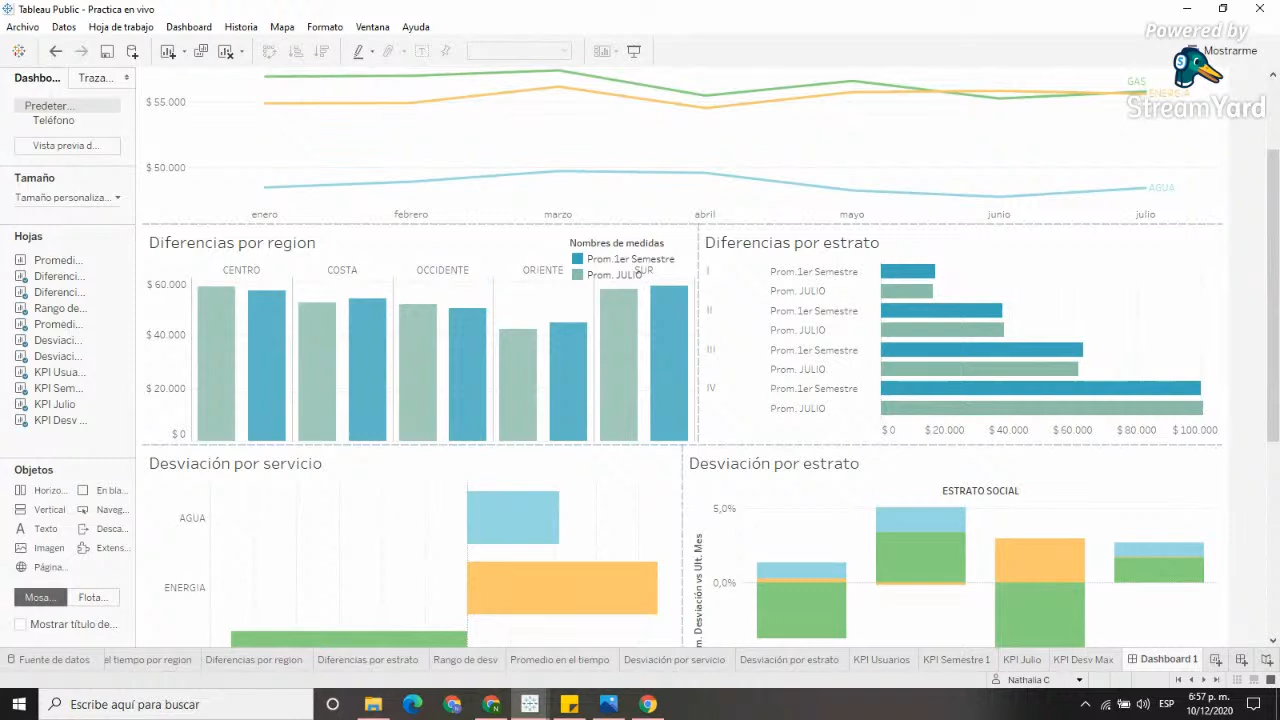 Tableau Public - Practica en vivo
Archivo Datos Hoja de trabajo Dashboard Historia Mapa Formato Ventana Ayuda
Powered by
Mostrarme
StreamYard
Dashbo... Traza...
Predeter...
Teléfono
Vista previa d...
Tamaño
Tamaño personaliza...
Hojas
Promedi...
Diferenci...
Diferenci...
Rango de...
Promedi...
Desviaci...
Desviaci...
KPI Usua...
KPI Sem...
KPI Julio
KPI Desv ...
Objetos
Horizo... En bla...
Vertical Naveg...
Texto Desca...
Imagen Extens...
Página...
Mosa... Flota...
Mostrar título de...
$ 55.000
$ 50.000
GAS
ENERGIA
AGUA
enero febrero marzo abril mayo junio julio
Diferencias por region
Nombres de medidas
Prom.1er Semestre
Prom. JULIO
CENTRO COSTA OCCIDENTE ORIENTE SUR
$ 60.000
$ 40.000
$ 20.000
$ 0
Diferencias por estrato
I Prom.1er Semestre
Prom. JULIO
II Prom.1er Semestre
Prom. JULIO
III Prom.1er Semestre
Prom. JULIO
IV Prom.1er Semestre
Prom. JULIO
$ 0 $ 20.000 $ 40.000 $ 60.000 $ 80.000 $ 100.000
Desviación por servicio
AGUA
ENERGIA
Desviación por estrato
ESTRATO SOCIAL
5,0%
0,0%
m. Desviación vs Ult. Mes
Fuente de datos el tiempo por region Diferencias por region Diferencias por estrato Rango de desv Promedio en el tiempo Desviación por servicio Desviación por estrato KPI Usuarios KPI Semestre 1 KPI Julio KPI Desv Max Dashboard 1
Nathalia C
Escribe aquí para buscar
ESP
6:57 p. m.
10/12/2020